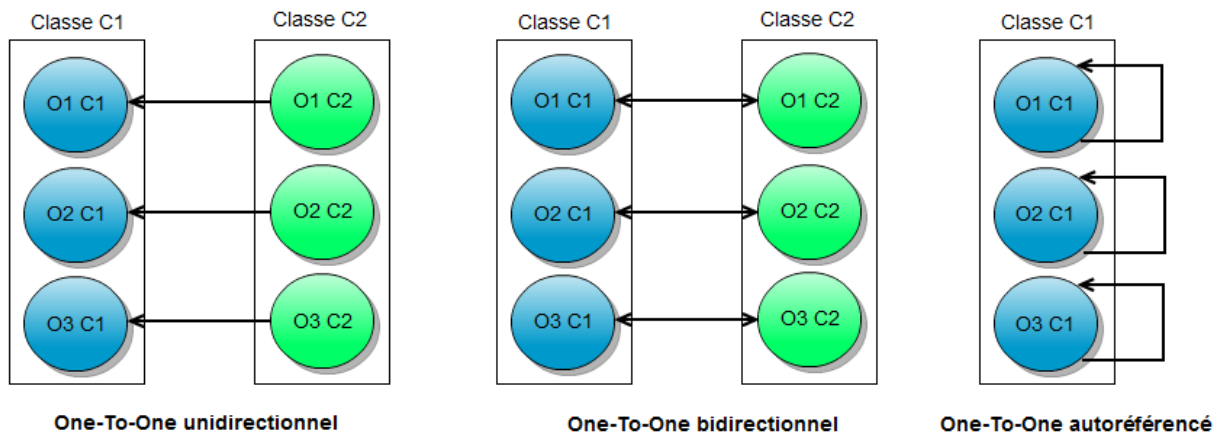 Classe C1
Classe C2
O1 C1
O1 C2
O2 C1
O2 C2
O3 C1
O3 C2
One-To-One unidirectionnel
Classe C1
Classe C2
O1 C1
O1 C2
O2 C1
O2 C2
O3 C1
O3 C2
One-To-One bidirectionnel
Classe C1
O1 C1
O2 C1
O3 C1
One-To-One autoréférencé